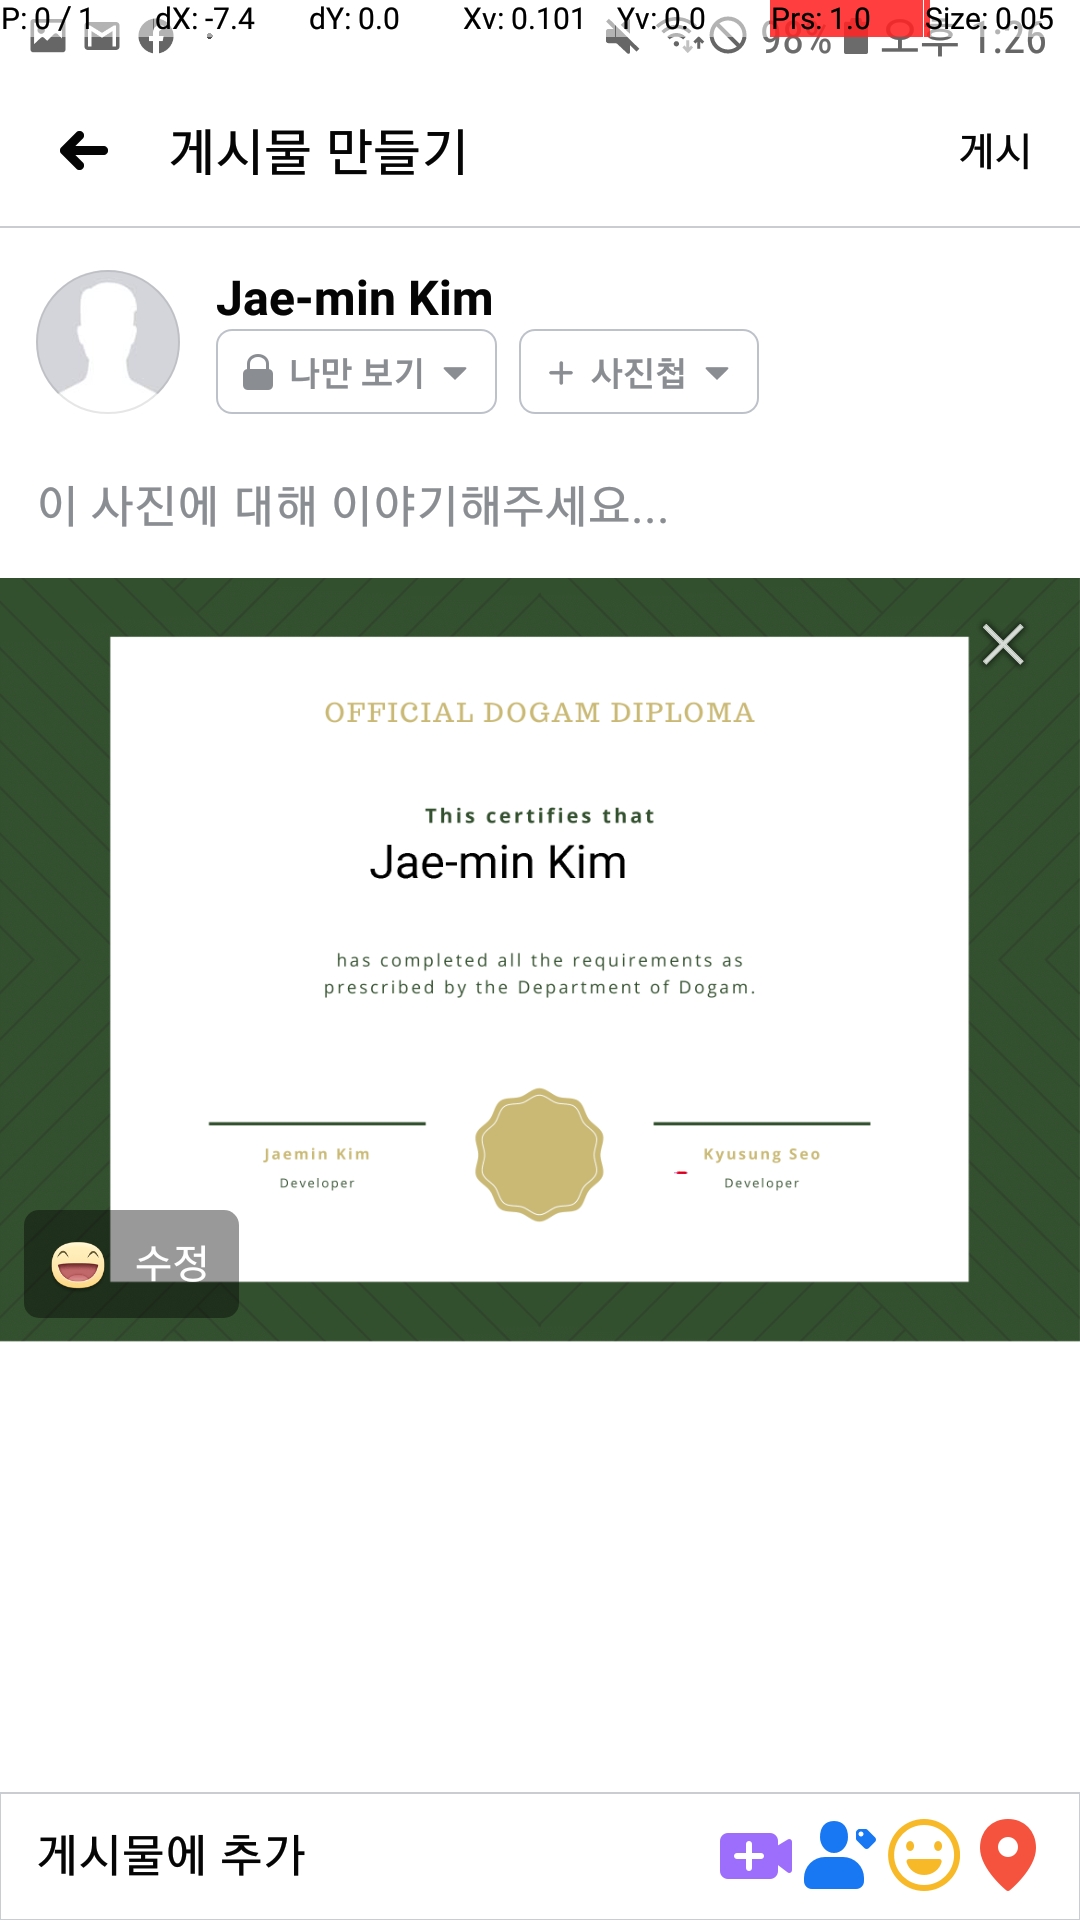 P: 0 / 1 dX: -7.4 dY: 0.0 Xv: 0.101 Yv: 0.0 Prs: 1.0 Size: 0.05
98% 오후 1:26
게시물 만들기 게시
Jae-min Kim
나만 보기 + 사진첩
이 사진에 대해 이야기해주세요...
OFFICIAL DOGAM DIPLOMA
This certifies that
Jae-min Kim
has completed all the requirements as
prescribed by the Department of Dogam.
Jaemin Kim Kyusung Seo
Developer Developer
수정
게시물에 추가